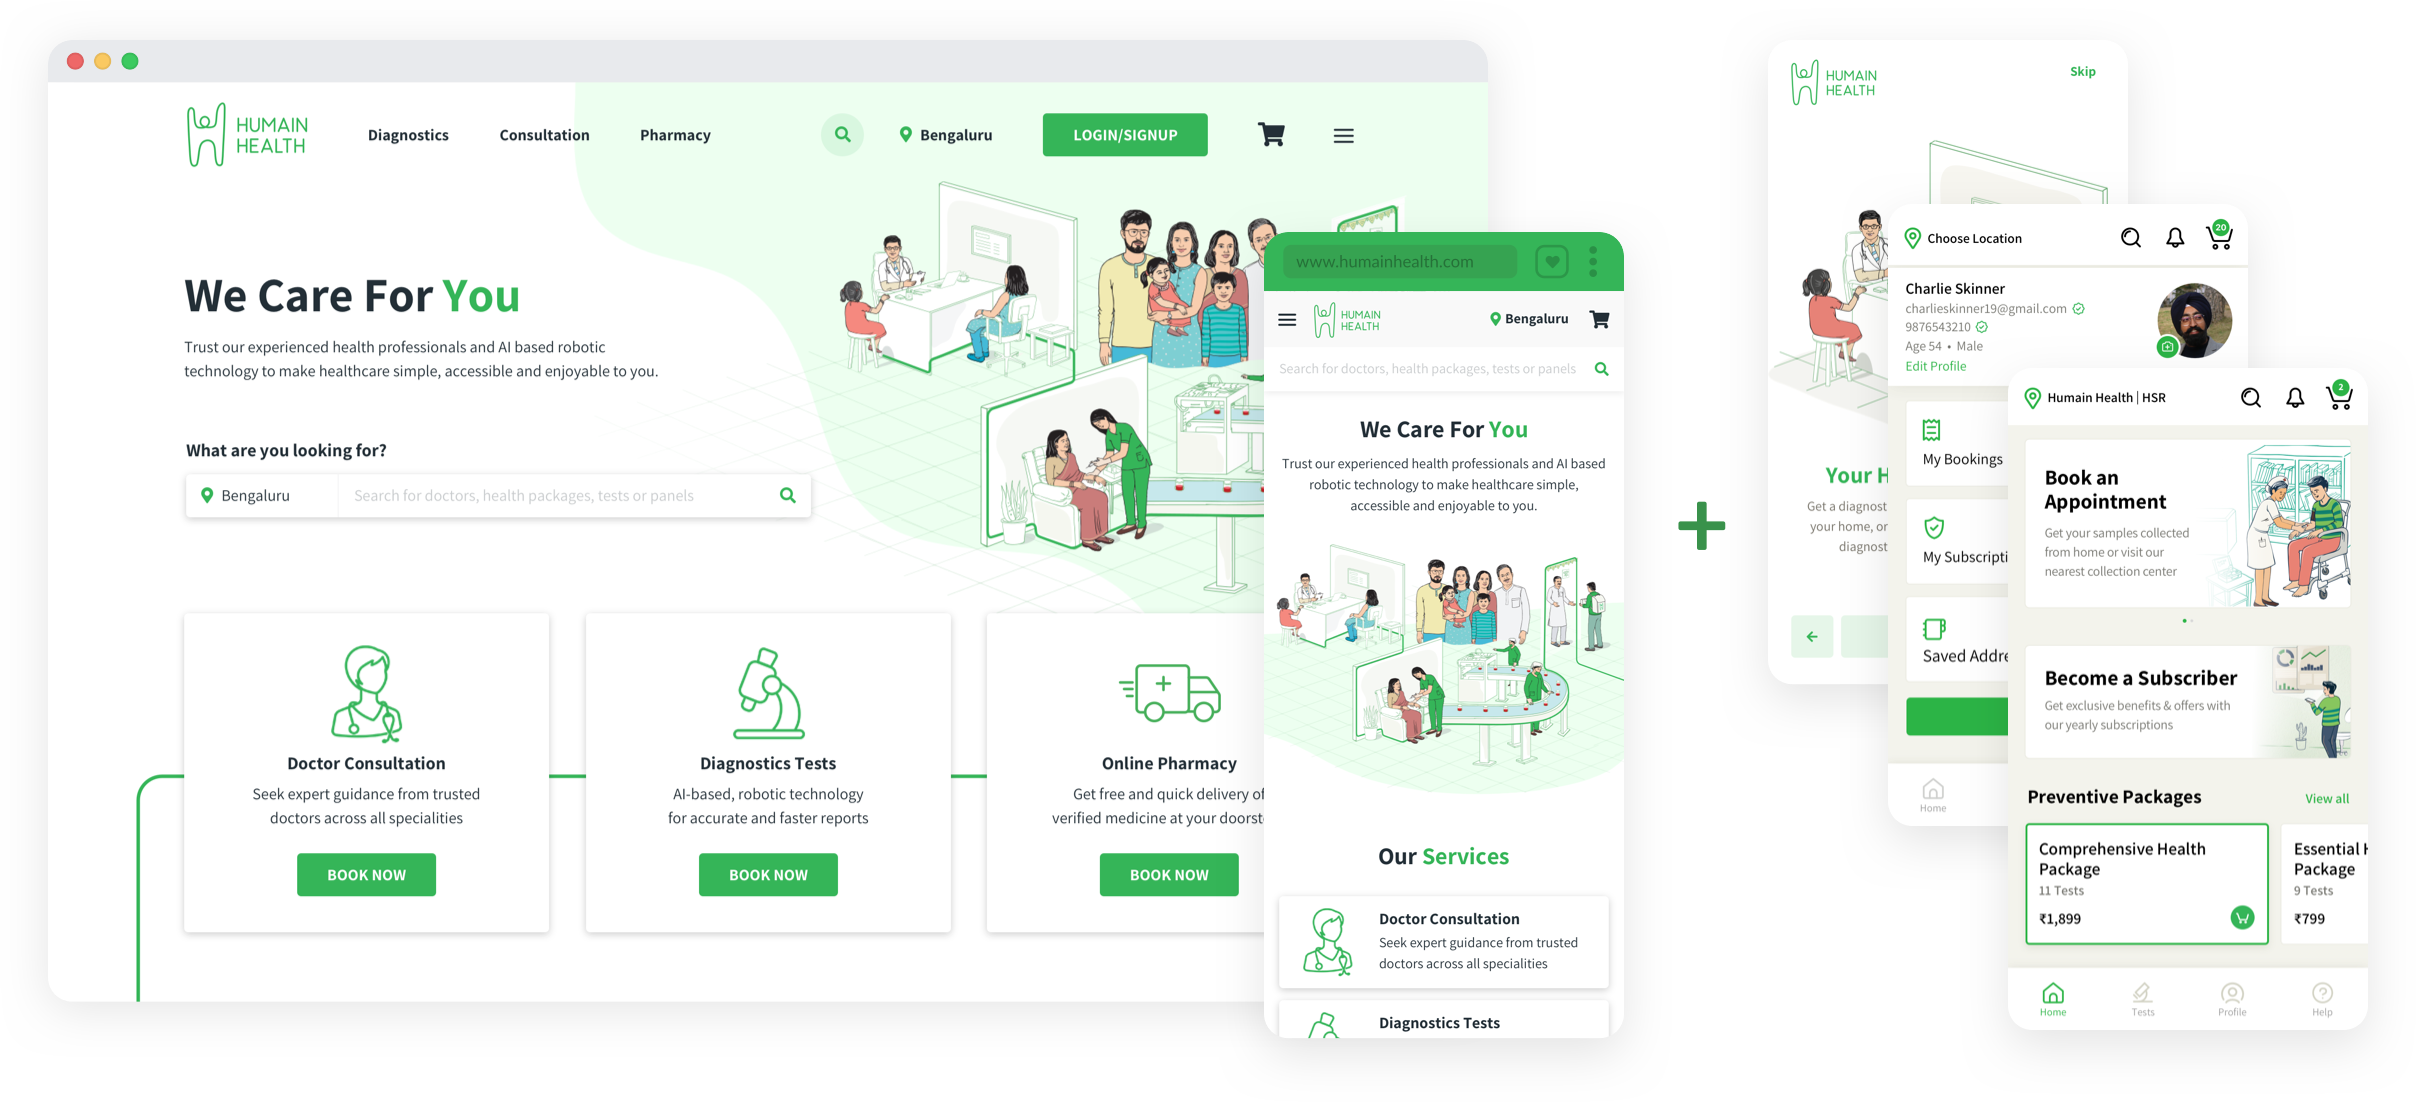 HUMAIN
HEALTH
Diagnostics
Consultation
Pharmacy
Bengaluru
LOGIN/SIGNUP
We Care For You
Trust our experienced health professionals and AI based robotic
technology to make healthcare simple, accessible and enjoyable to you.
What are you looking for?
Bengaluru
Search for doctors, health packages, tests or panels
Doctor Consultation
Seek expert guidance from trusted
doctors across all specialities
BOOK NOW
Diagnostics Tests
AI-based, robotic technology
for accurate and faster reports
BOOK NOW
Online Pharmacy
Get free and quick delivery of
verified medicine at your doorst
BOOK NOW
www.humainhealth.com
HUMAIN
HEALTH
Bengaluru
Search for doctors, health packages, tests or panels
We Care For You
Trust our experienced health professionals and AI based
robotic technology to make healthcare simple,
accessible and enjoyable to you.
Our Services
Doctor Consultation
Seek expert guidance from trusted
doctors across all specialities
Diagnostics Tests
HUMAIN
HEALTH
Skip
Your H
Get a diagnost
your home, or
diagnost
Choose Location
20
Charlie Skinner
charlieskinner19@gmail.com
9876543210
Age 54 • Male
Edit Profile
My Bookings
My Subscripti
Saved Addre
Home
Humain Health | HSR
2
Book an
Appointment
Get your samples collected
from home or visit our
nearest collection center
Become a Subscriber
Get exclusive benefits & offers with
our yearly subscriptions
Preventive Packages
View all
Comprehensive Health
Package
11 Tests
₹1,899
Essential H
Package
9 Tests
₹799
Home
Tests
Profile
Help